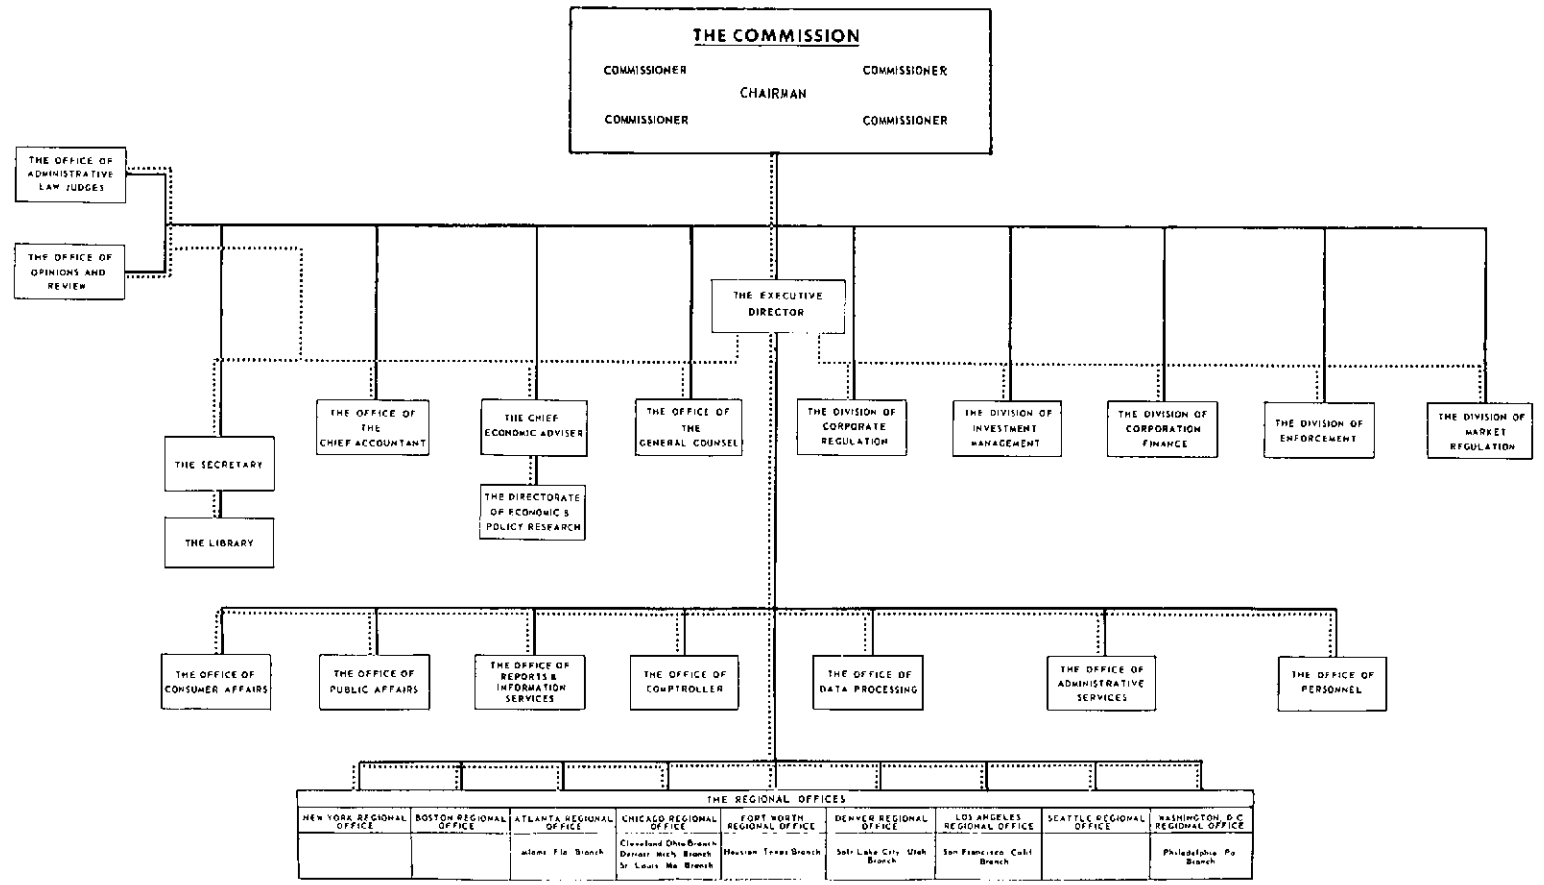 THE COMMISSION
COMMISSIONER
COMMISSIONER
CHAIRMAN
COMMISSIONER
COMMISSIONER
THE OFFICE OF
ADMINISTRATIVE
LAW JUDGES
THE OFFICE OF
OPINIONS AND
REVIEW
THE EXECUTIVE
DIRECTOR
THE SECRETARY
THE LIBRARY
THE OFFICE OF
THE
CHIEF ACCOUNTANT
THE CHIEF
ECONOMIC ADVISER
THE DIRECTORATE
OF ECONOMIC &
POLICY RESEARCH
THE OFFICE OF
THE
GENERAL COUNSEL
THE DIVISION OF
CORPORATE
REGULATION
THE DIVISION OF
INVESTMENT
MANAGEMENT
THE DIVISION OF
CORPORATION
FINANCE
THE DIVISION OF
ENFORCEMENT
THE DIVISION OF
MARKET
REGULATION
THE OFFICE OF
CONSUMER AFFAIRS
THE OFFICE OF
PUBLIC AFFAIRS
THE OFFICE OF
REPORTS &
INFORMATION
SERVICES
THE OFFICE OF
COMPTROLLER
THE OFFICE OF
DATA PROCESSING
THE OFFICE OF
ADMINISTRATIVE
SERVICES
THE OFFICE OF
PERSONNEL
THE REGIONAL OFFICES
NEW YORK REGIONAL
OFFICE
BOSTON REGIONAL
OFFICE
ATLANTA REGIONAL
OFFICE
Fla Branch
CHICAGO REGIONAL
OFFICE
Cleveland Ohio Branch
Detroit Mich Branch
St Louis Mo Branch
FORT WORTH
REGIONAL OFFICE
Houston Texas Branch
DENVER REGIONAL
OFFICE
Salt Lake City Utah
Branch
LOS ANGELES
REGIONAL OFFICE
San Francisco Calif
Branch
SEATTLE REGIONAL
OFFICE
WASHINGTON, D.C
REGIONAL OFFICE
Philadelphia Pa
Branch